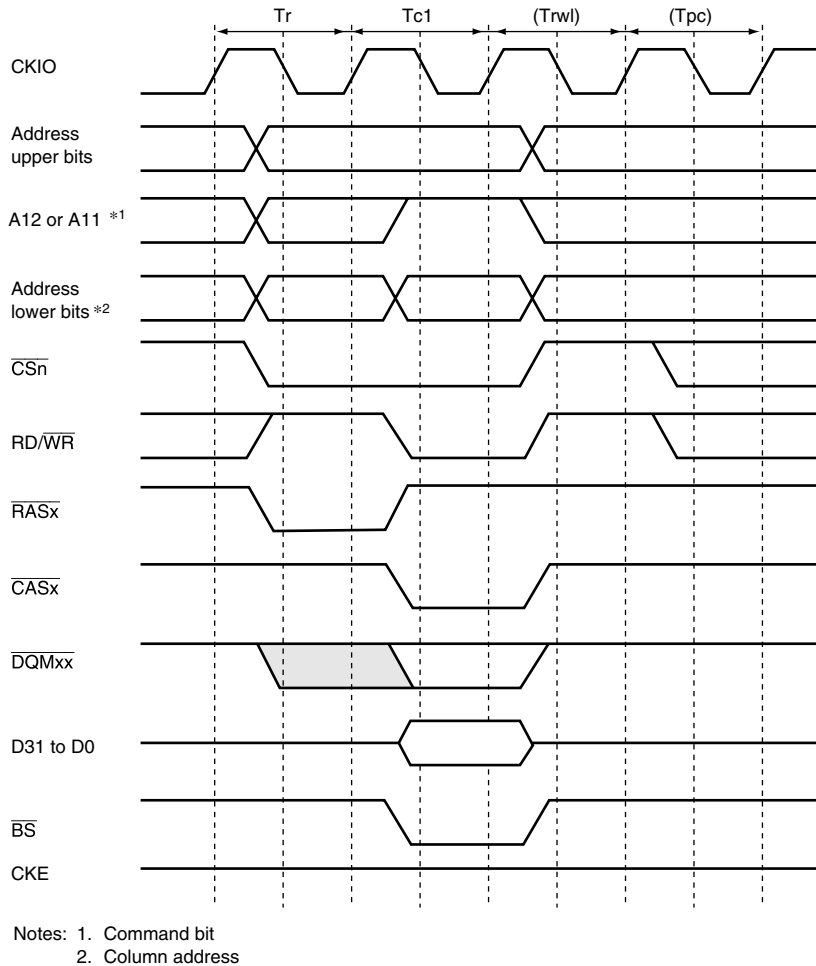 Tr Tc1 (Trwl) (Tpc)
CKIO
Address
upper bits
A12 or A11 *1
Address
lower bits *2
CSn
RD/WR
RASx
CASx
DQMxx
D31 to D0
BS
CKE
Notes: 1. Command bit
2. Column address